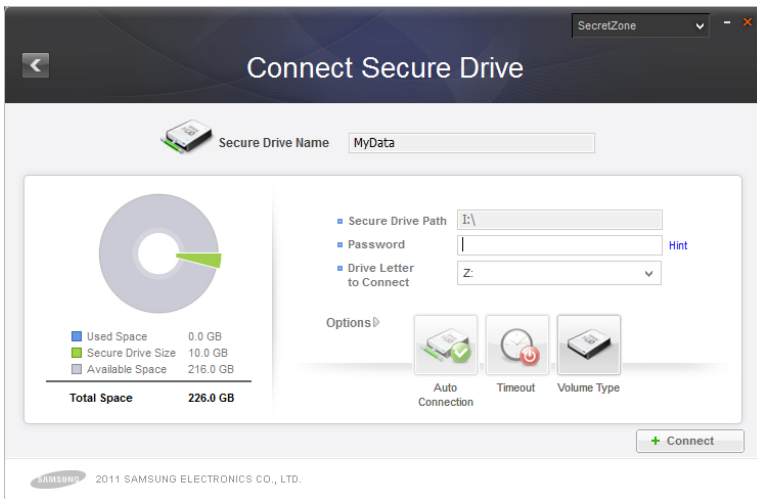 SecretZone
Connect Secure Drive
Secure Drive Name MyData
Secure Drive Path I:\
Password Hint
Drive Letter
to Connect Z:
Options
Used Space 0.0 GB
Secure Drive Size 10.0 GB
Available Space 216.0 GB
Total Space 226.0 GB
Auto
Connection
Timeout
Volume Type
+ Connect
SAMSUNG 2011 SAMSUNG ELECTRONICS CO., LTD.